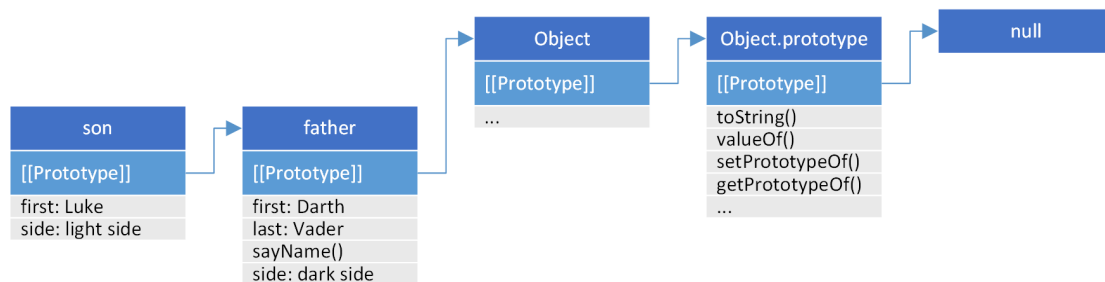 son
[[Prototype]]
first: Luke
side: light side
father
[[Prototype]]
first: Darth
last: Vader
sayName()
side: dark side
Object
[[Prototype]]
...
Object.prototype
[[Prototype]]
toString()
valueOf()
setPrototypeOf()
getPrototypeOf()
...
null